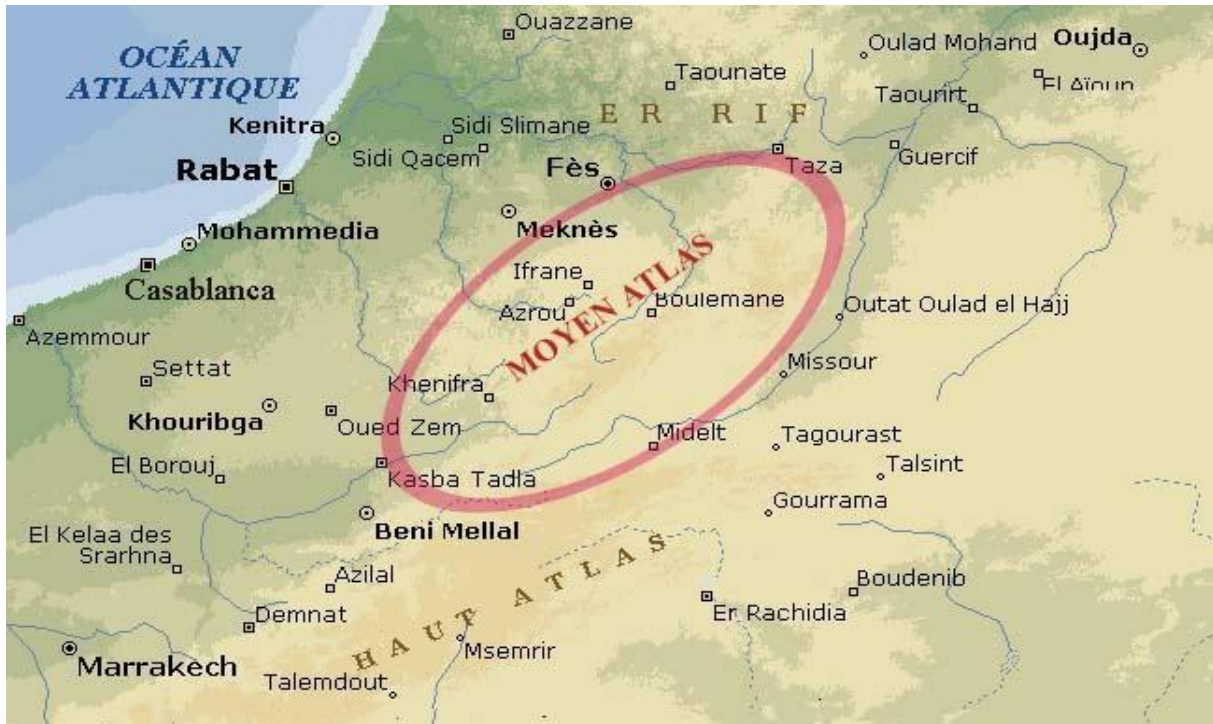 Ouazzane
OCÉAN
ATLANTIQUE
Oulad Mohand
Oujda
Taounate
El Aïoun
Taourirt
ER RIF
Kenitra
Sidi Slimane
Sidi Qacem
Guercif
Taza
Rabat
Fès
Mohammedia
Meknès
MOYEN ATLAS
Ifrane
Casablanca
Azrou
Boulemane
Outat Oulad el Hajj
Azemmour
Settat
Missour
Khenifra
Khouribga
Oued Zem
Midelt
Tagourast
El Borouj
Kasba Tadla
Talsint
Gourrama
Beni Mellal
El Kelaa des
Srarhna
HAUT ATLAS
Azilal
Boudenib
Demnat
Er Rachidia
Marrakech
Msemrir
Talemdout